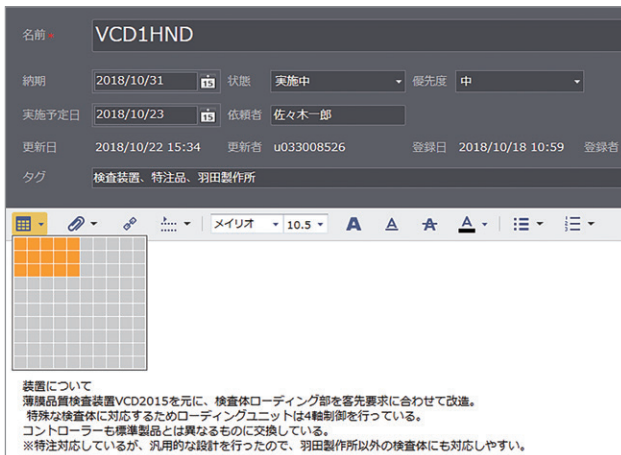 名前* VCD1HND
納期 2018/10/31 15 状態 実施中 優先度 中
実施予定日 2018/10/23 15 依頼者 佐々木一郎
更新日 2018/10/22 15:34 更新者 u033008526 登録日 2018/10/18 10:59 登録者
タグ 検査装置、特注品、羽田製作所
メイリオ 10.5 A A A A
装置について
薄膜品質検査装置VCD2015を元に、検査体ローディング部を客先要求に合わせて改造。
特殊な検査体に対応するためローディングユニットは4軸制御を行っている。
コントローラーも標準製品とは異なるものに交換している。
※特注対応しているが、汎用的な設計を行ったので、羽田製作所以外の検査体にも対応しやすい。